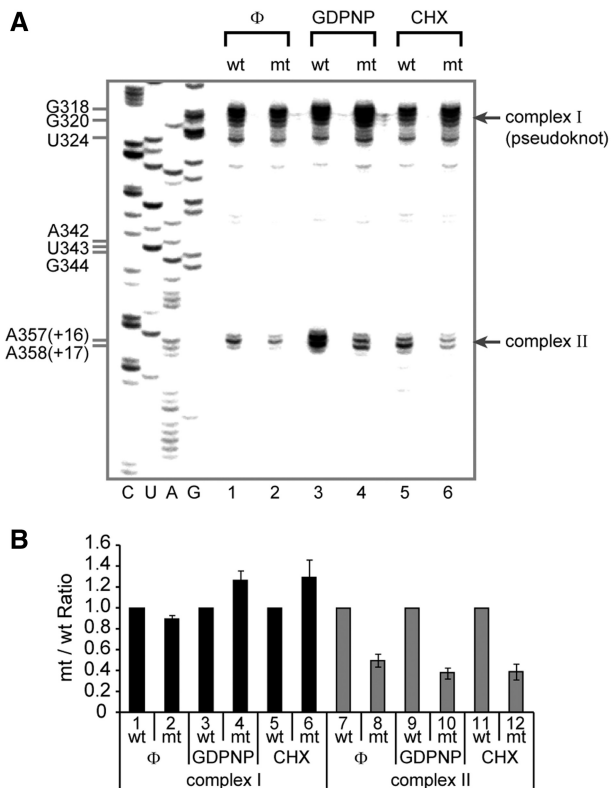 A
Φ GDPNP CHX
wt mt wt mt wt mt
G318
G320
U324
A342
U343
G344
A357(+16)
A358(+17)
complex I
(pseudoknot)
complex II
C U A G 1 2 3 4 5 6
B
mt / wt Ratio
1.6
1.4
1.2
1.0
0.8
0.6
0.4
0.2
0
1 2 3 4 5 6 7 8 9 10 11 12
wt mt wt mt wt mt wt mt wt mt wt mt
Φ GDPNP CHX Φ GDPNP CHX
complex I complex II